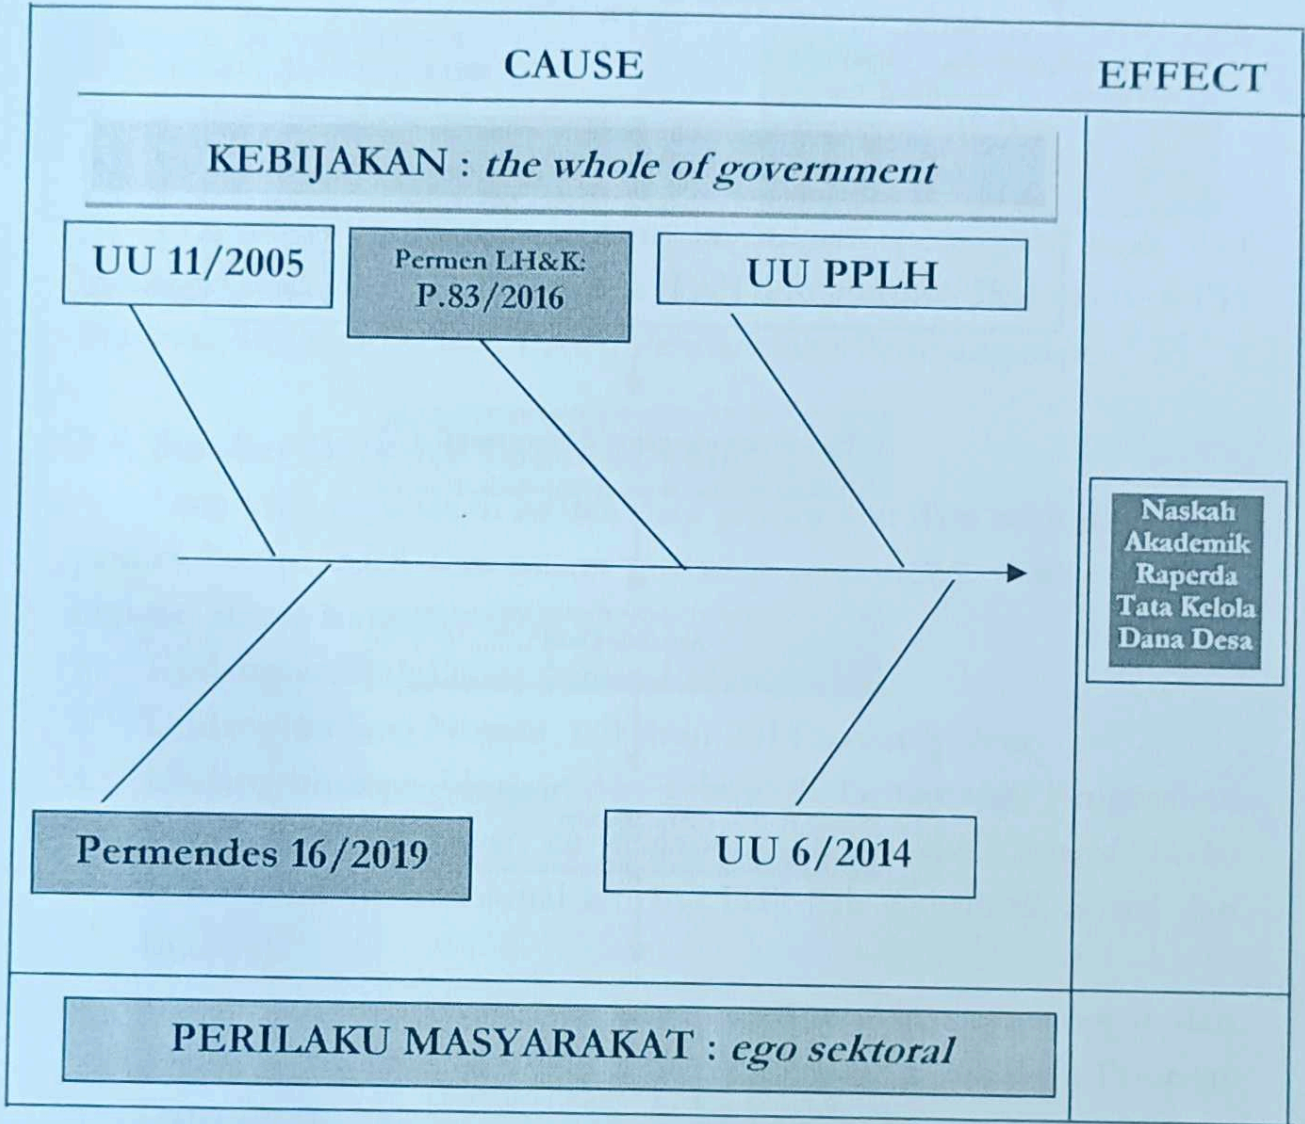 CAUSE
EFFECT
KEBIJAKAN : the whole of government
UU 11/2005
Permen LH&K:
P.83/2016
UU PPLH
Naskah
Akademik
Raperda
Tata Kelola
Dana Desa
Permendes 16/2019
UU 6/2014
PERILAKU MASYARAKAT : ego sektoral